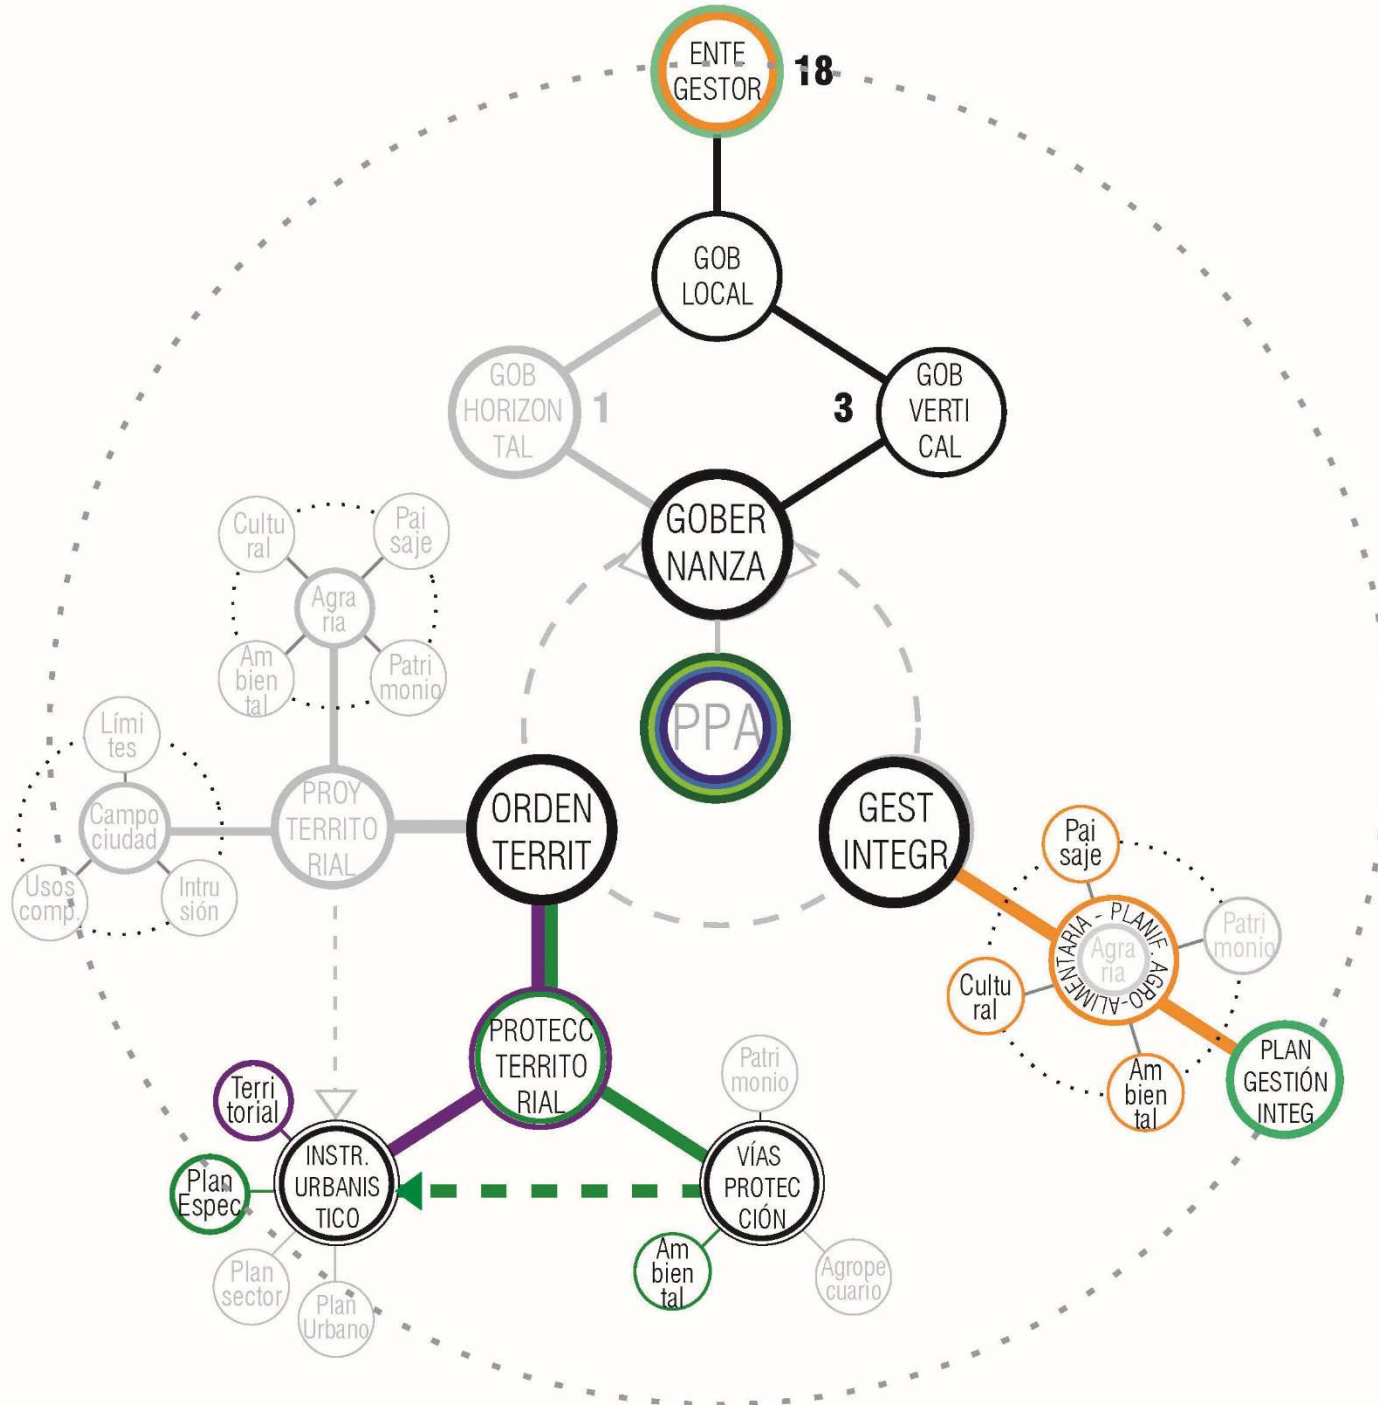 ENTE
GESTOR
18
GOB
LOCAL
GOB
HORIZON
TAL
1
3
GOB
VERTI
CAL
GOBER
NANZA
Cultu
ral
Pai
saje
Agra
ría
Am
bien
tal
Patri
monio
PPA
Lími
tes
Campo
ciudad
Usos
comp.
Intru
sión
PROY
TERRITO
RIAL
ORDEN
TERRIT
GEST
INTEGR
Pai
saje
Patri
monio
PLANIF. AGRO-ALIMENTARIA -
Agra
ria
Cultu
ral
Am
bien
tal
PLAN
GESTIÓN
INTEG
PROTECC
TERRITO
RIAL
Terri
torial
Plan
Espec
INSTR.
URBANIS
TICO
Plan
sector
Plan
Urbano
Patri
monio
VÍAS
PROTEC
CIÓN
Am
bien
tal
Agrope
cuario